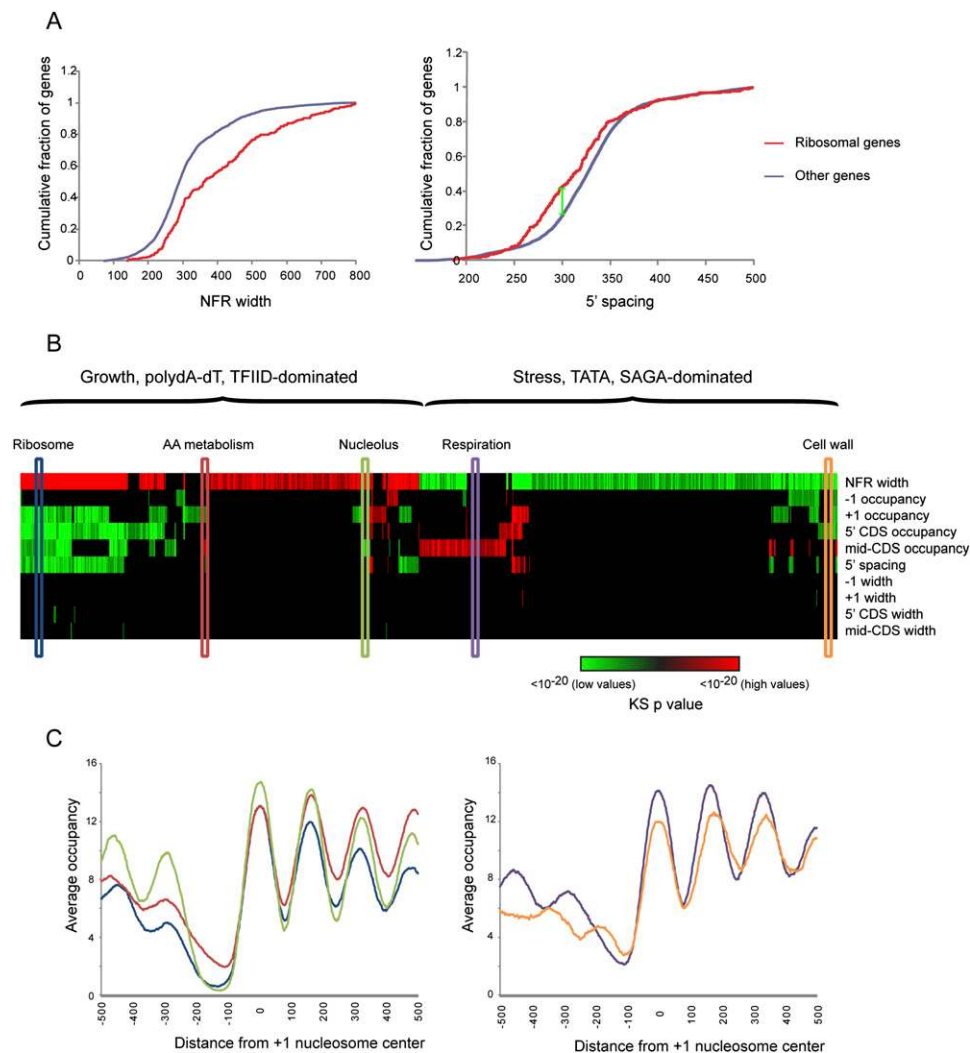 A
Cumulative fraction of genes
1.2
1
0.8
0.6
0.4
0.2
0
0 100 200 300 400 500 600 700 800
NFR width
Cumulative fraction of genes
1.2
1
0.8
0.6
0.4
0.2
0
200 250 300 350 400 450 500
5' spacing
Ribosomal genes
Other genes
B
Growth, polydA-dT, TFIID-dominated
Stress, TATA, SAGA-dominated
Ribosome AA metabolism Nucleolus Respiration Cell wall
NFR width
-1 occupancy
+1 occupancy
5' CDS occupancy
mid-CDS occupancy
5' spacing
-1 width
+1 width
5' CDS width
mid-CDS width
<10-20 (low values) <10-20 (high values)
KS p value
C
Average occupancy
16
12
8
4
0
-500 -400 -300 -200 -100 0 100 200 300 400 500
Distance from +1 nucleosome center
Average occupancy
16
12
8
4
0
-500 -400 -300 -200 -100 0 100 200 300 400 500
Distance from +1 nucleosome center